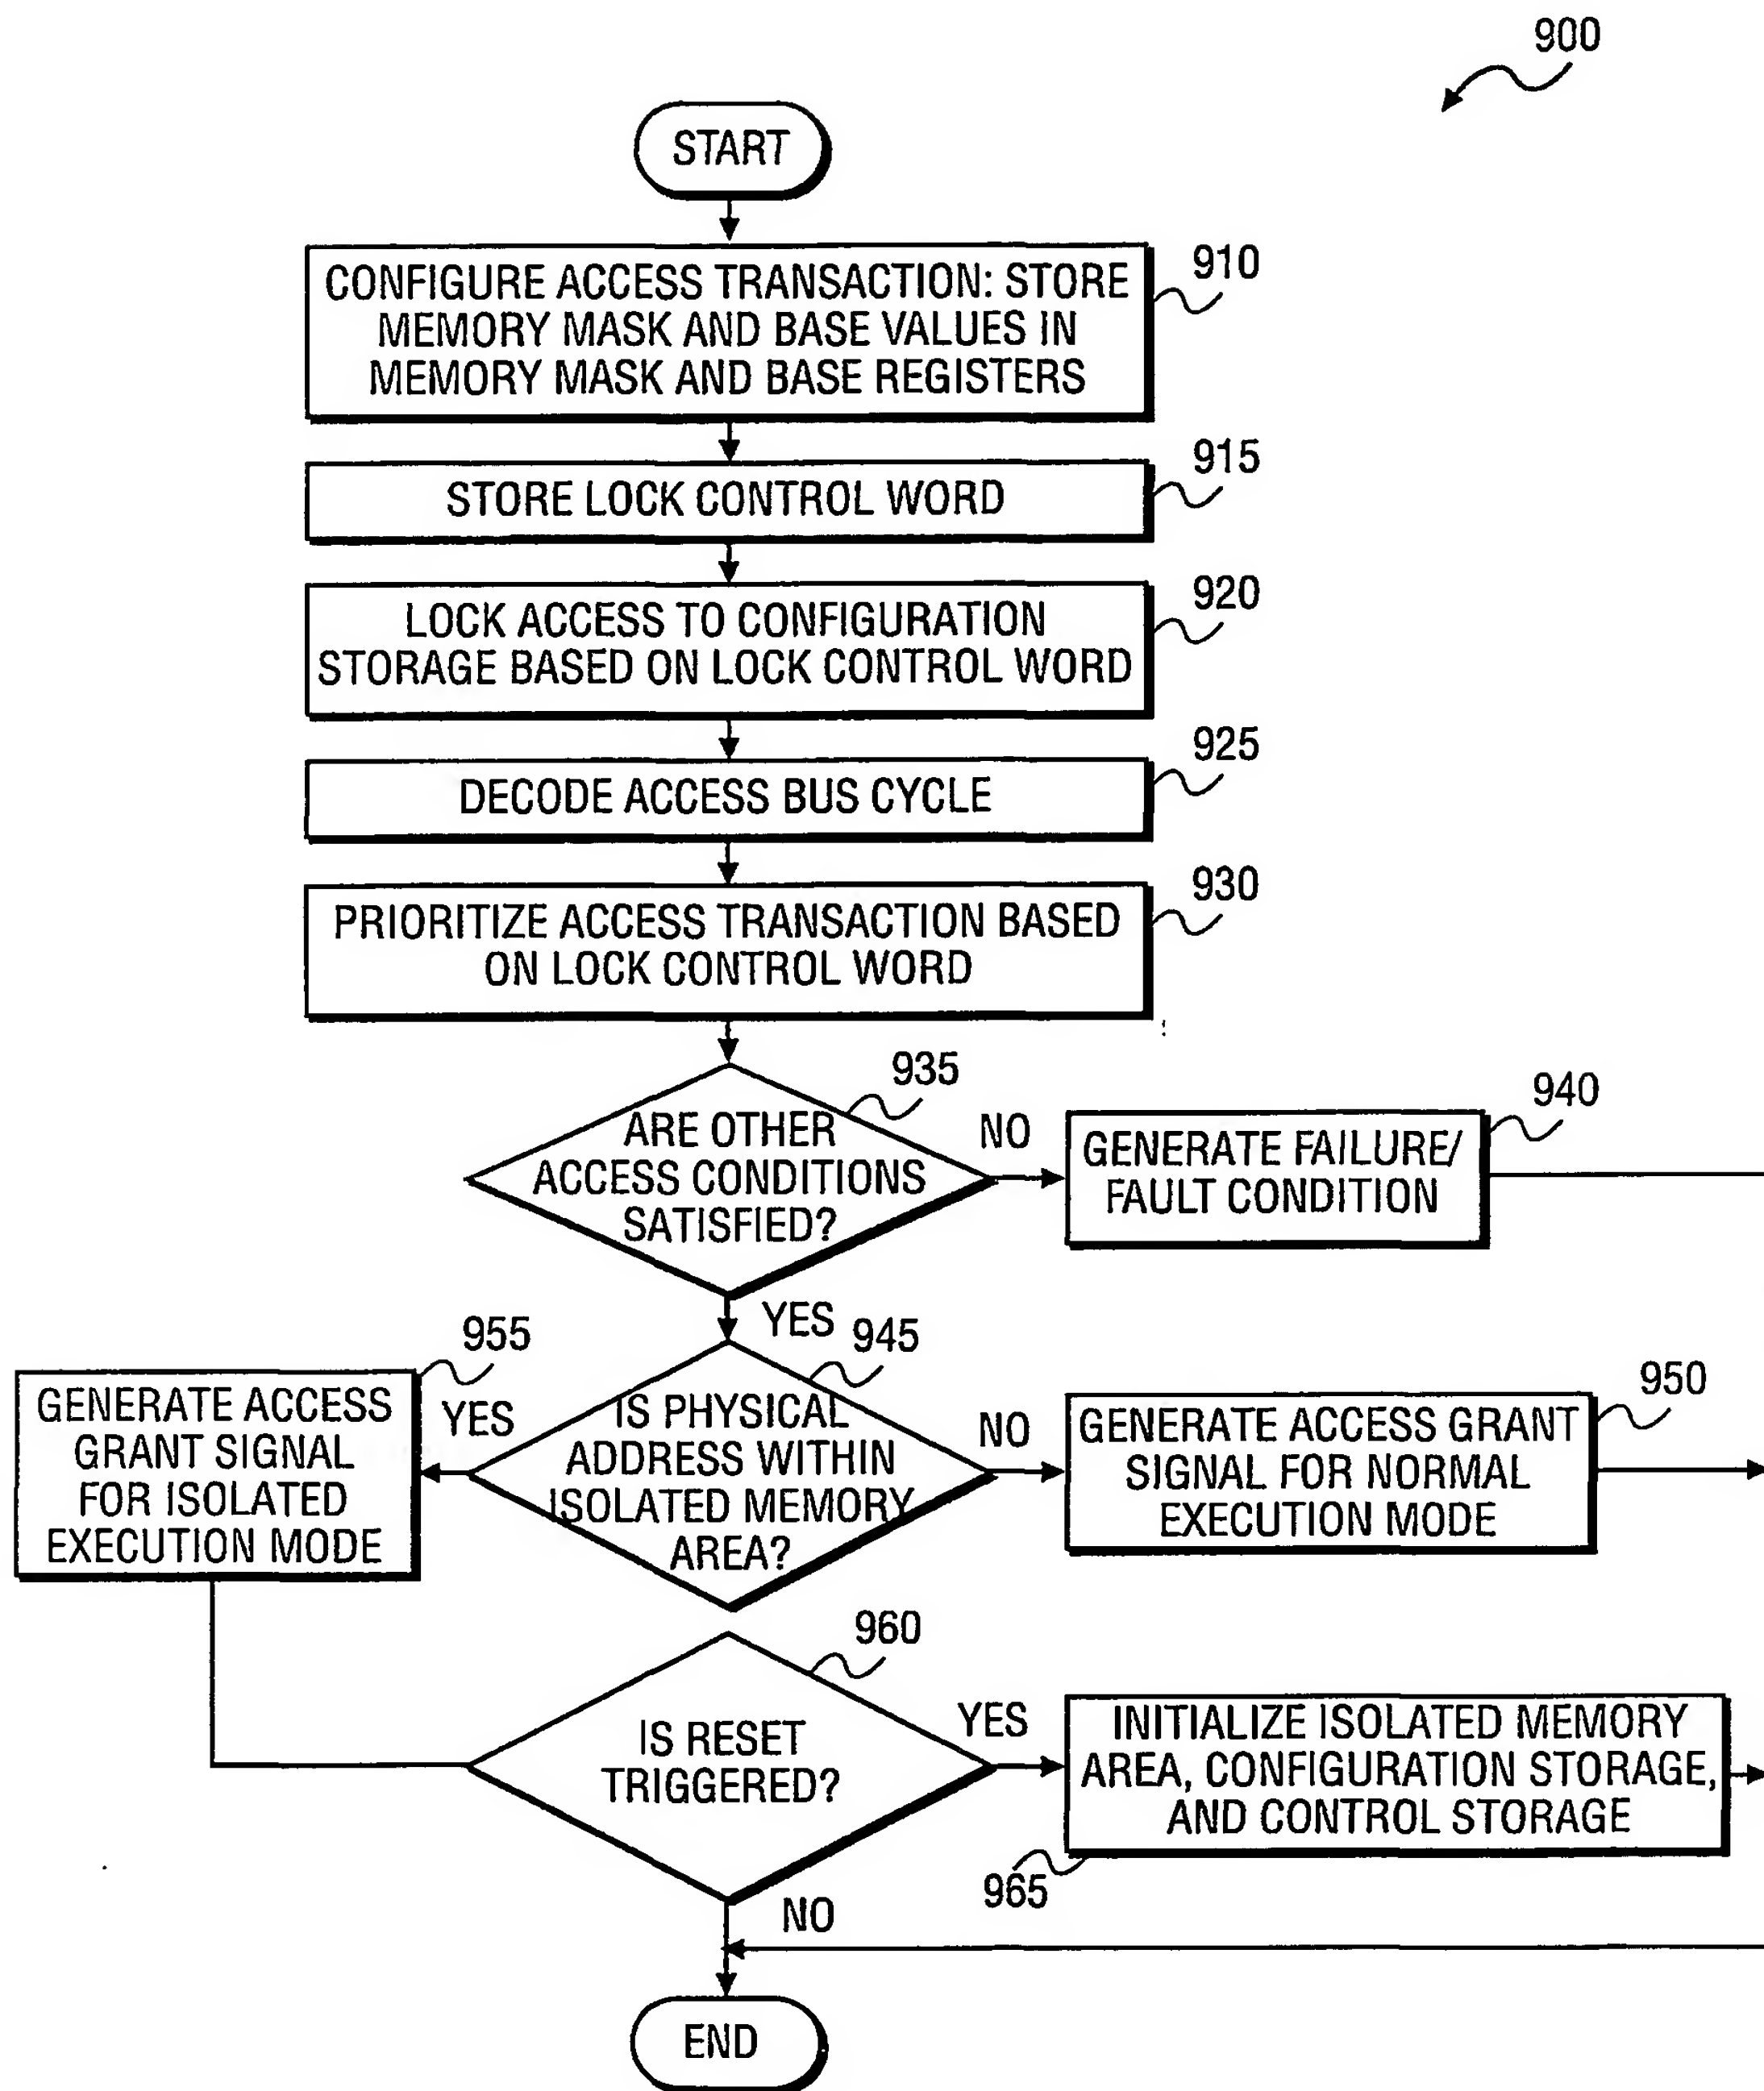 900
START
CONFIGURE ACCESS TRANSACTION: STORE
MEMORY MASK AND BASE VALUES IN
MEMORY MASK AND BASE REGISTERS
910
STORE LOCK CONTROL WORD
915
LOCK ACCESS TO CONFIGURATION
STORAGE BASED ON LOCK CONTROL WORD
920
DECODE ACCESS BUS CYCLE
925
PRIORITIZE ACCESS TRANSACTION BASED
ON LOCK CONTROL WORD
930
ARE OTHER
ACCESS CONDITIONS
SATISFIED?
935
NO
GENERATE FAILURE/
FAULT CONDITION
940
YES
IS PHYSICAL
ADDRESS WITHIN
ISOLATED MEMORY
AREA?
945
YES
GENERATE ACCESS
GRANT SIGNAL
FOR ISOLATED
EXECUTION MODE
955
NO
GENERATE ACCESS GRANT
SIGNAL FOR NORMAL
EXECUTION MODE
950
IS RESET
TRIGGERED?
960
YES
INITIALIZE ISOLATED MEMORY
AREA, CONFIGURATION STORAGE,
AND CONTROL STORAGE
965
NO
END